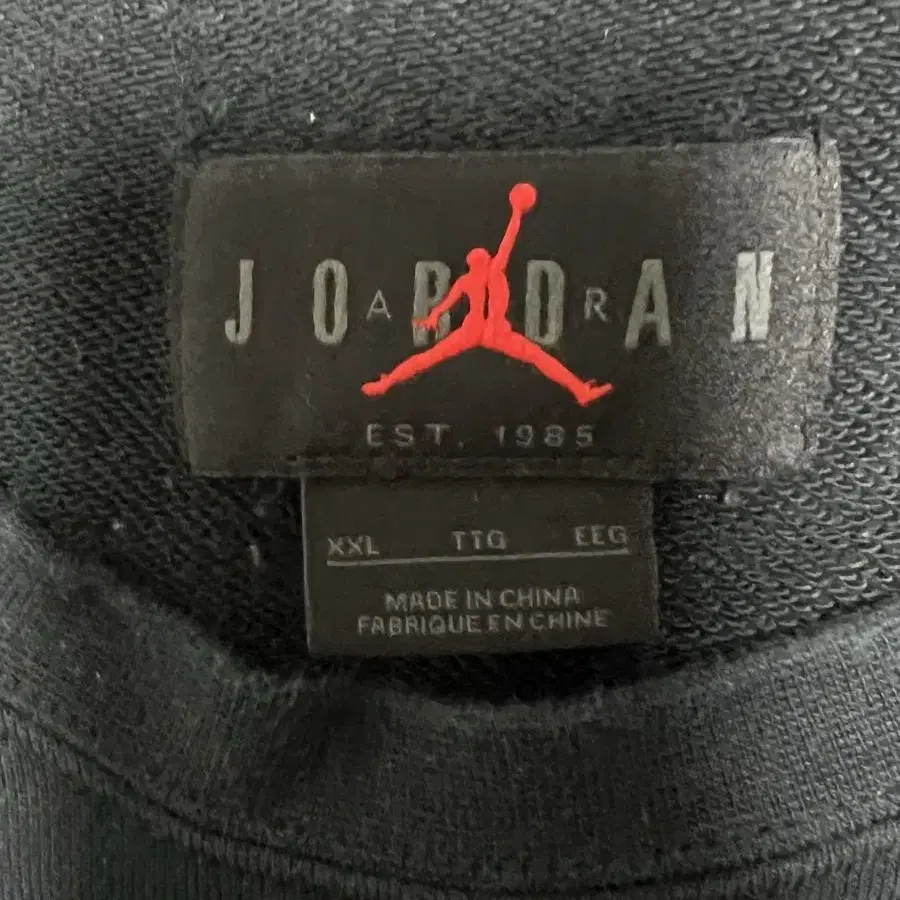 JORDAN
AIR
EST. 1985
XXL TTG EEG
MADE IN CHINA
FABRIQUE EN CHINE